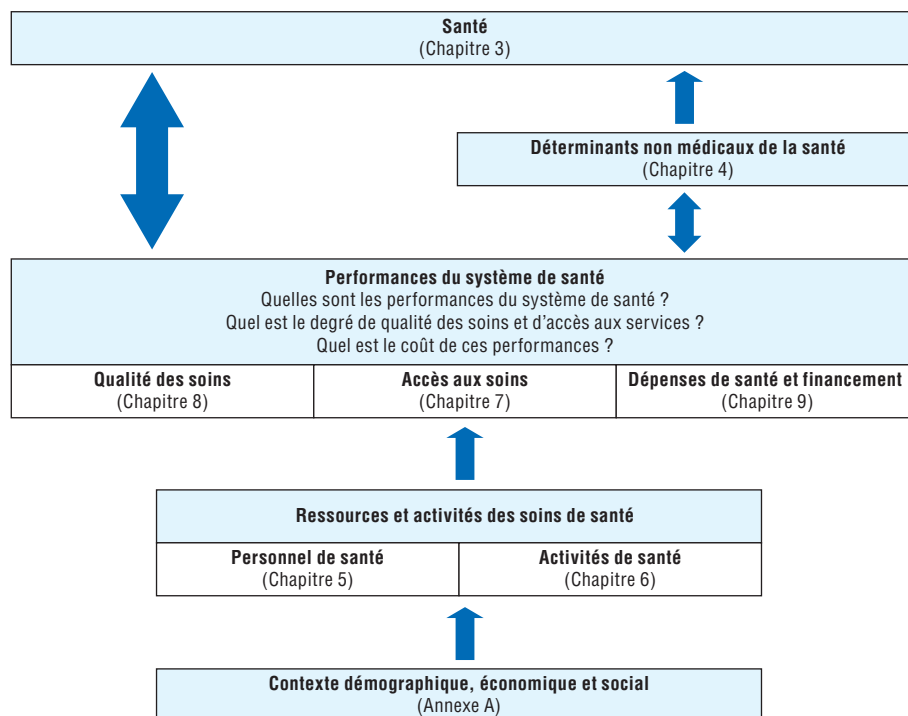 Santé
(Chapitre 3)
Déterminants non médicaux de la santé
(Chapitre 4)
Performances du système de santé
Quelles sont les performances du système de santé ?
Quel est le degré de qualité des soins et d'accès aux services ?
Quel est le coût de ces performances ?
Qualité des soins
(Chapitre 8)
Accès aux soins
(Chapitre 7)
Dépenses de santé et financement
(Chapitre 9)
Ressources et activités des soins de santé
Personnel de santé
(Chapitre 5)
Activités de santé
(Chapitre 6)
Contexte démographique, économique et social
(Annexe A)